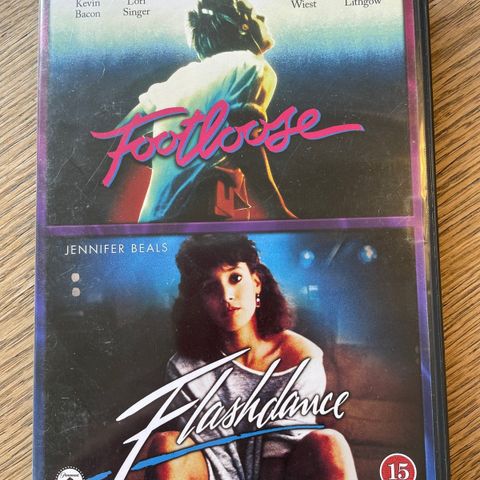 Kevin Bacon
Lori Singer
Wiest
Lithgow
Footloose
JENNIFER BEALS
Flashdance
15